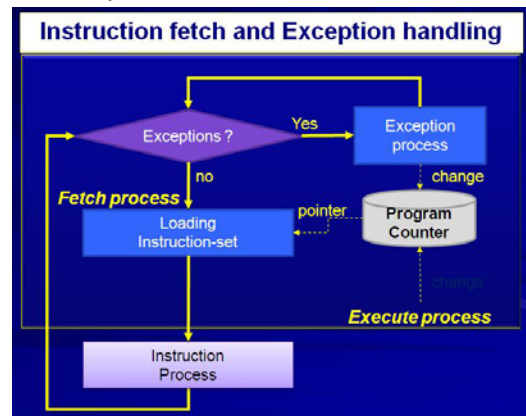 Instruction fetch and Exception handling
Exceptions ?
Yes
Exception
process
no
change
Fetch process
Loading
Instruction-set
pointer
Program
Counter
change
Execute process
Instruction
Process